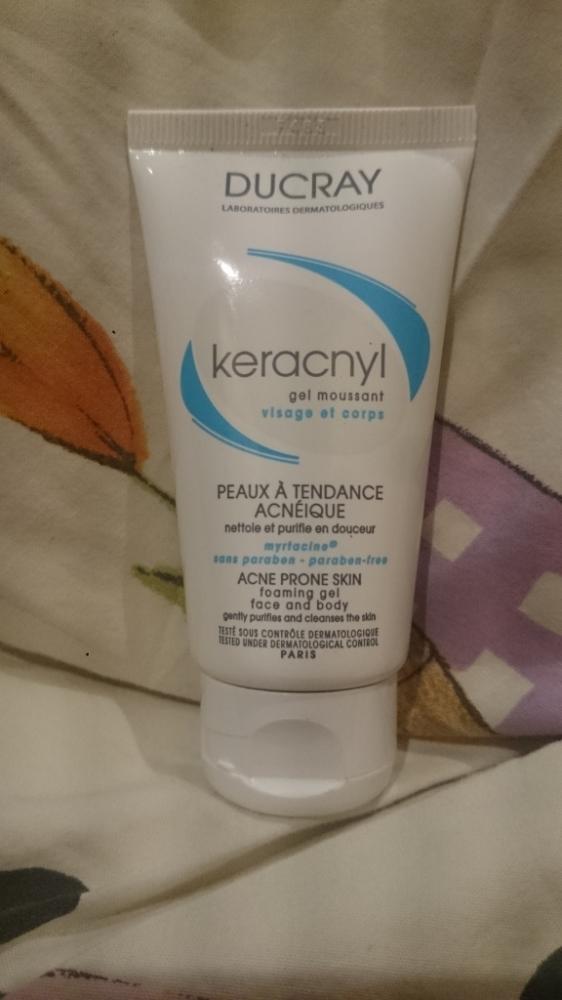 DUCRAY
LABORATOIRES DERMATOLOGIQUES
keracnyl
gel moussant
visage et corps
PEAUX À TENDANCE
ACNÉIQUE
nettoie et purifie en douceur
myrtacine®
sans paraben - paraben-free
ACNE PRONE SKIN
foaming gel
face and body
gently purifies and cleanses the skin
TESTÉ SOUS CONTRÔLE DERMATOLOGIQUE
TESTED UNDER DERMATOLOGICAL CONTROL
PARIS